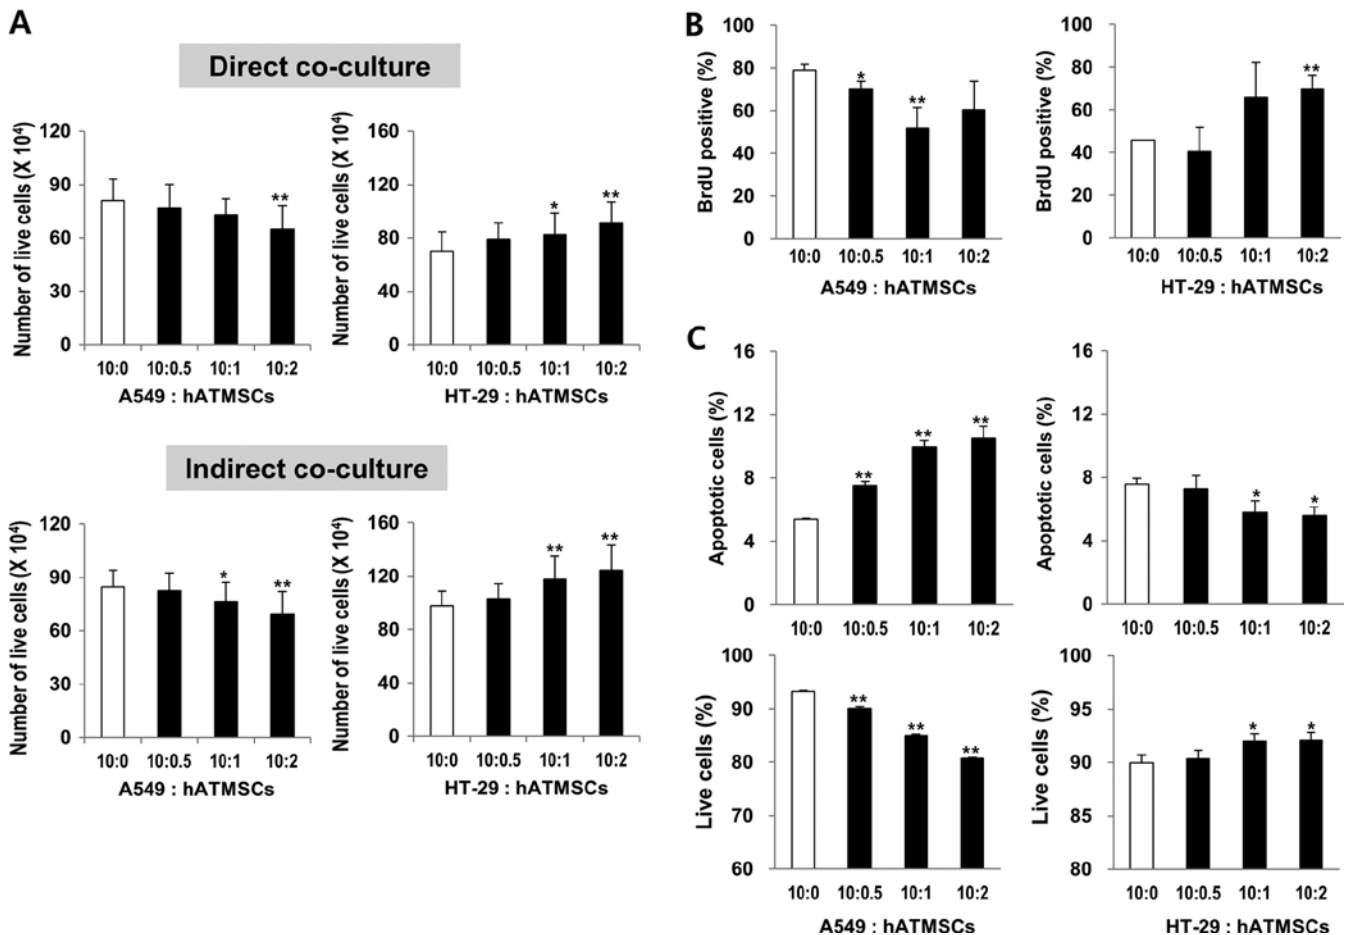 A
Direct co-culture
Number of live cells (X 10⁴)
120
90
60
30
0
**
10:0 10:0.5 10:1 10:2
A549 : hATMSCs
Number of live cells (X 10⁴)
160
120
80
40
0
* **
10:0 10:0.5 10:1 10:2
HT-29 : hATMSCs
Indirect co-culture
Number of live cells (X 10⁴)
120
90
60
30
0
* **
10:0 10:0.5 10:1 10:2
A549 : hATMSCs
Number of live cells (X 10⁴)
160
120
80
40
0
** **
10:0 10:0.5 10:1 10:2
HT-29 : hATMSCs
B
BrdU positive (%)
100
80
60
40
20
0
* **
10:0 10:0.5 10:1 10:2
A549 : hATMSCs
BrdU positive (%)
100
80
60
40
20
0
**
10:0 10:0.5 10:1 10:2
HT-29 : hATMSCs
C
Apoptotic cells (%)
16
12
8
4
0
** ** **
10:0 10:0.5 10:1 10:2
Apoptotic cells (%)
16
12
8
4
0
* *
10:0 10:0.5 10:1 10:2
Live cells (%)
100
90
80
70
60
** ** **
10:0 10:0.5 10:1 10:2
A549 : hATMSCs
Live cells (%)
100
95
90
85
80
* *
10:0 10:0.5 10:1 10:2
HT-29 : hATMSCs